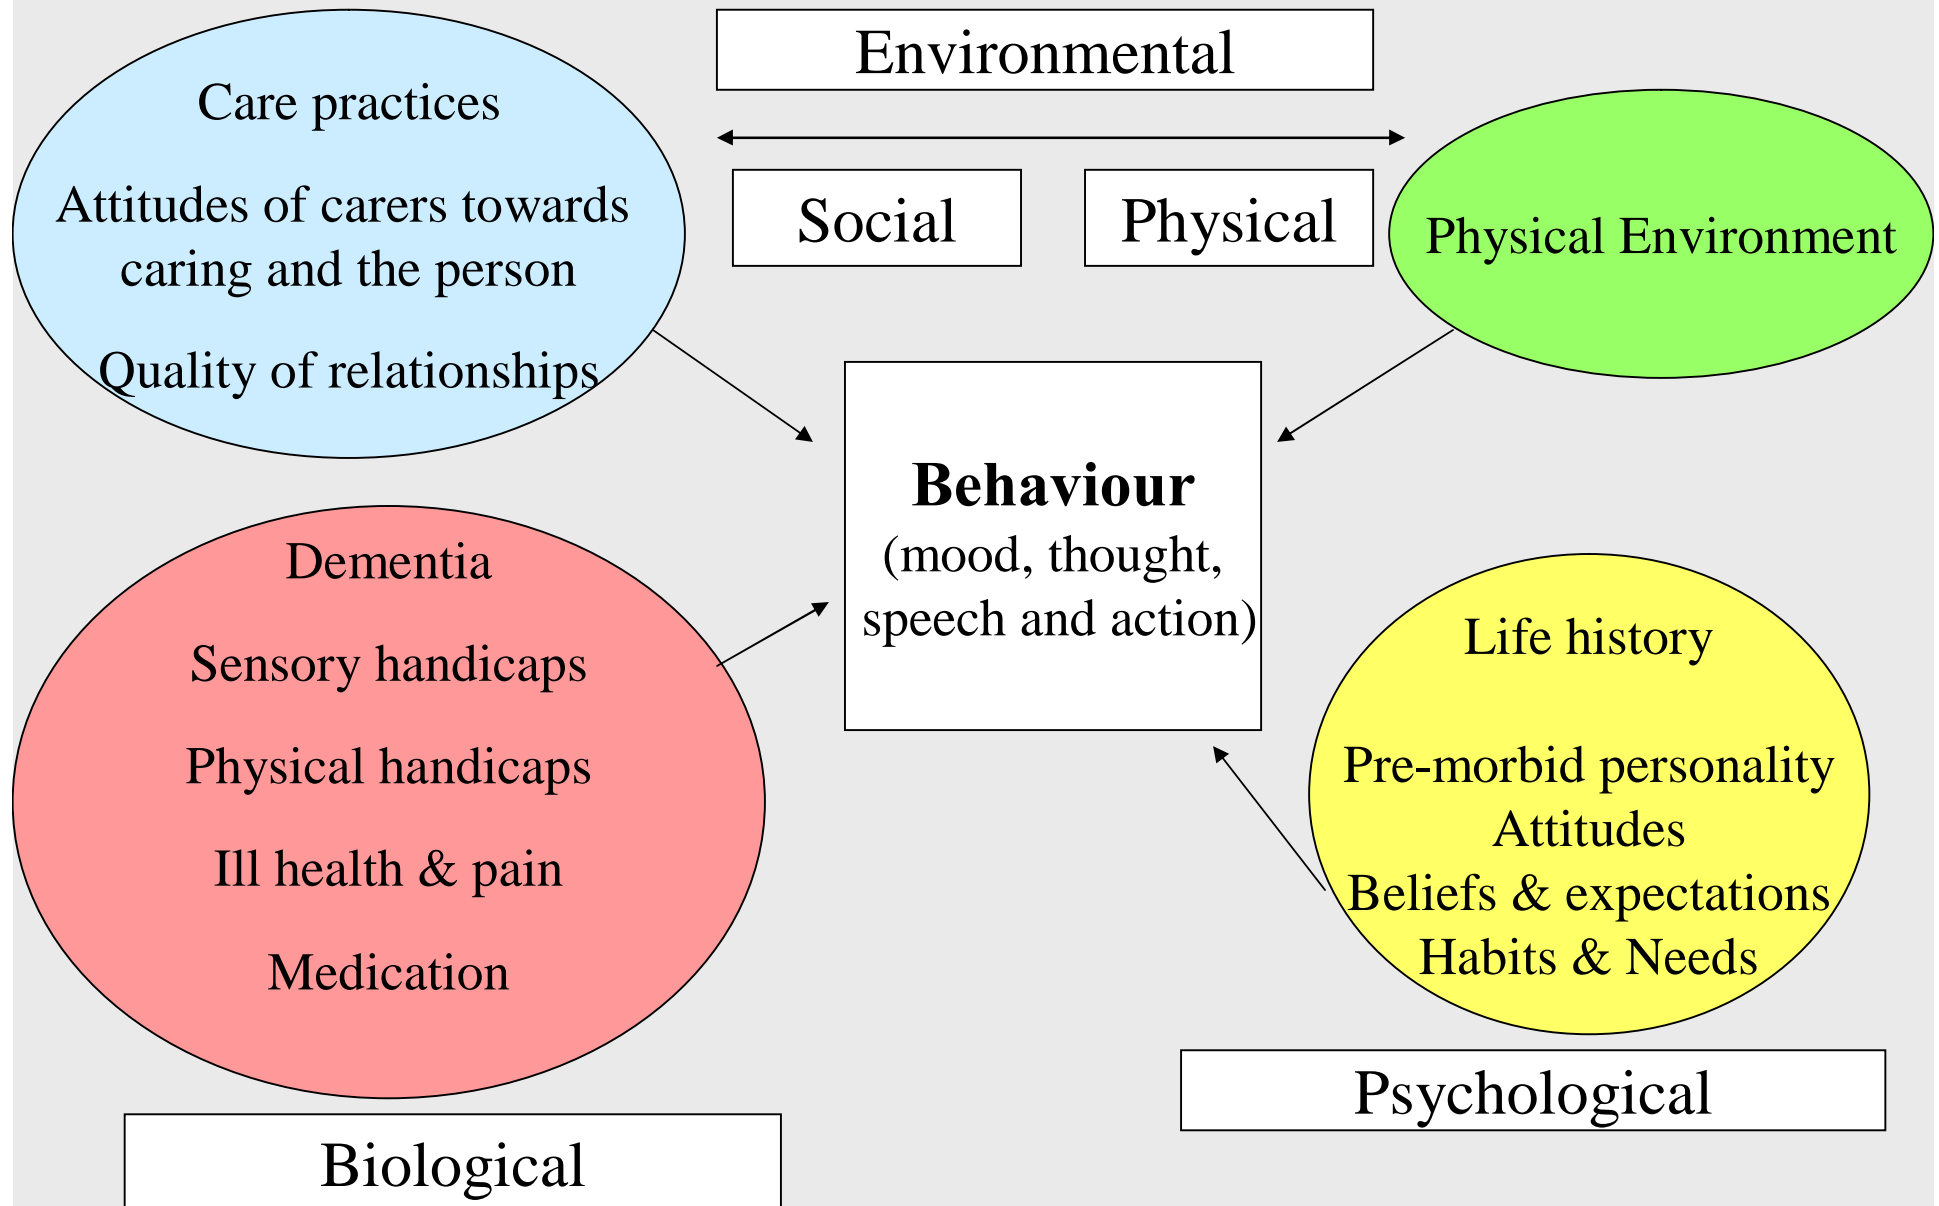 Environmental
Care practices
Attitudes of carers towards
caring and the person
Quality of relationships
Social
Physical
Physical Environment
Behaviour
(mood, thought,
speech and action)
Dementia
Sensory handicaps
Physical handicaps
Ill health & pain
Medication
Life history
Pre-morbid personality
Attitudes
Beliefs & expectations
Habits & Needs
Psychological
Biological